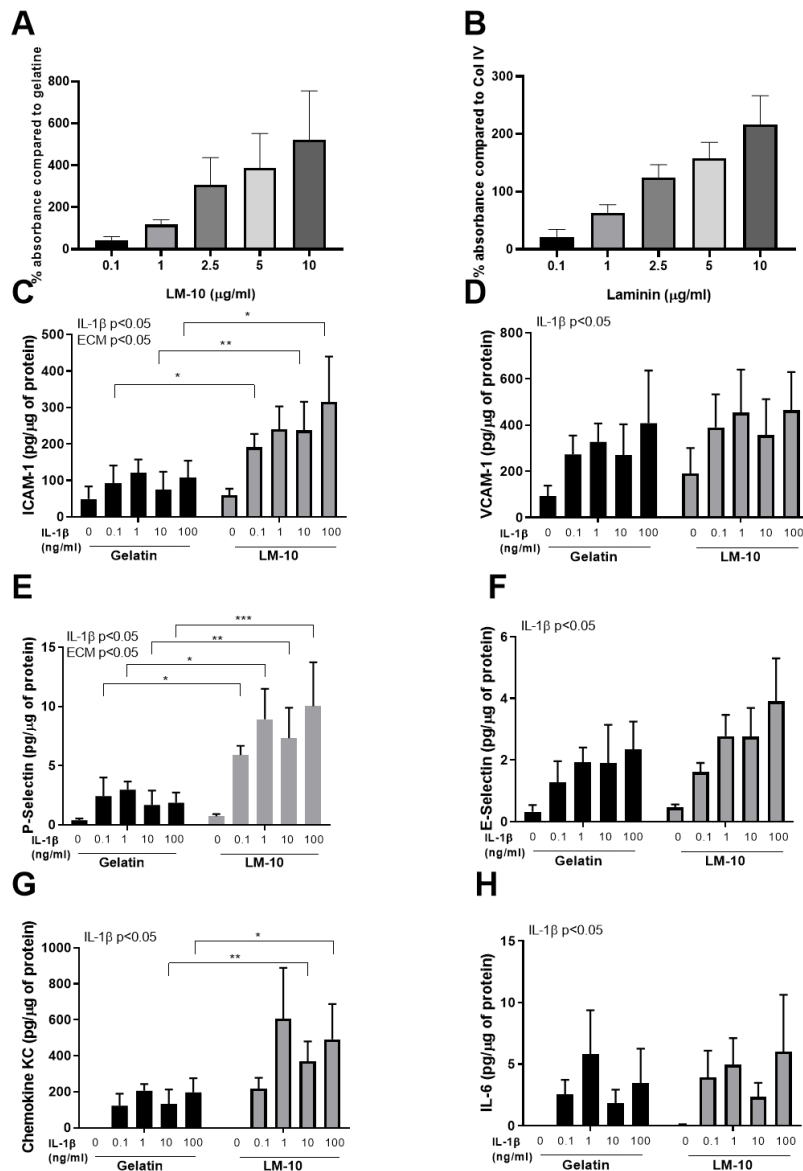 A
% absorbance compared to gelatine
800
600
400
200
0
0.1 1 2.5 5 10
LM-10 (μg/ml)
B
% absorbance compared to Col IV
300
200
100
0
0.1 1 2.5 5 10
Laminin (μg/ml)
C
IL-1β p<0.05
ECM p<0.05
*
**
*
ICAM-1 (pg/μg of protein)
500
400
300
200
100
0
IL-1β 0 0.1 1 10 100 0 0.1 1 10 100
(ng/ml)
Gelatin LM-10
D
IL-1β p<0.05
VCAM-1 (pg/μg of protein)
800
600
400
200
0
IL-1β 0 0.1 1 10 100 0 0.1 1 10 100
(ng/ml)
Gelatin LM-10
E
IL-1β p<0.05
ECM p<0.05
***
**
*
*
P-Selectin (pg/μg of protein)
15
10
5
0
IL-1β 0 0.1 1 10 100 0 0.1 1 10 100
(ng/ml)
Gelatin LM-10
F
IL-1β p<0.05
E-Selectin (pg/μg of protein)
6
4
2
0
IL-1β 0 0.1 1 10 100 0 0.1 1 10 100
(ng/ml)
Gelatin LM-10
G
IL-1β p<0.05
*
**
Chemokine KC (pg/μg of protein)
1000
800
600
400
200
0
IL-1β 0 0.1 1 10 100 0 0.1 1 10 100
(ng/ml)
Gelatin LM-10
H
IL-1β p<0.05
IL-6 (pg/μg of protein)
15
10
5
0
IL-1β 0 0.1 1 10 100 0 0.1 1 10 100
(ng/ml)
Gelatin LM-10